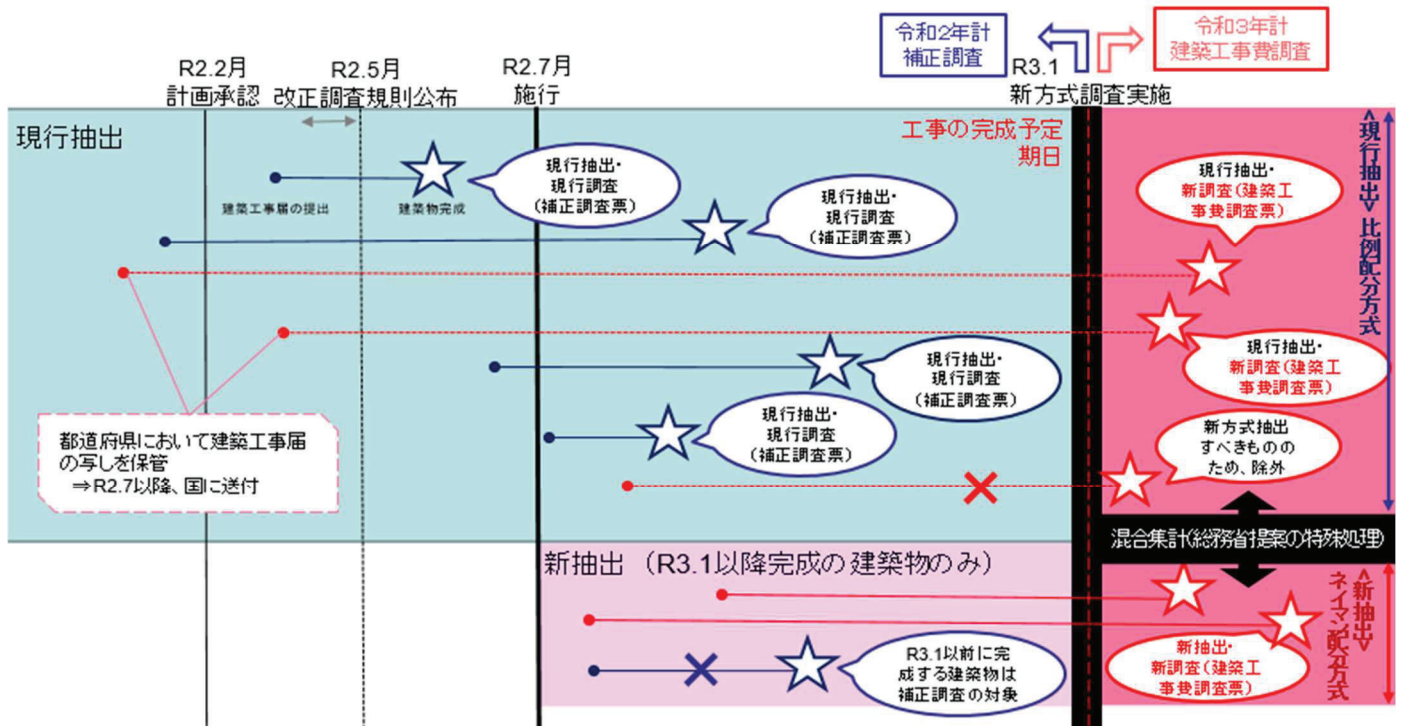 令和2年計
補正調査
令和3年計
建築工事費調査
R2.2月
計画承認
R2.5月
改正調査規則公布
R2.7月
施行
R3.1
新方式調査実施
現行抽出
工事の完成予定
期日
建築工事届の提出
建築物完成
現行抽出・
現行調査
(補正調査票)
現行抽出・
現行調査
(補正調査票)
現行抽出・
新調査(建築工
事費調査票)
<現行抽出>比例配分方式
現行抽出・
現行調査
(補正調査票)
現行抽出・
新調査(建築工
事費調査票)
現行抽出・
現行調査
(補正調査票)
都道府県において建築工事届
の写しを保管
⇒R2.7以降、国に送付
新方式抽出
すべきものの
ため、除外
混合集計(総務省提案の特殊処理)
新抽出 (R3.1以降完成の建築物のみ)
<新抽出>
ネイマン配分方式
R3.1以前に完
成する建築物は
補正調査の対象
新抽出・
新調査(建築工
事費調査票)